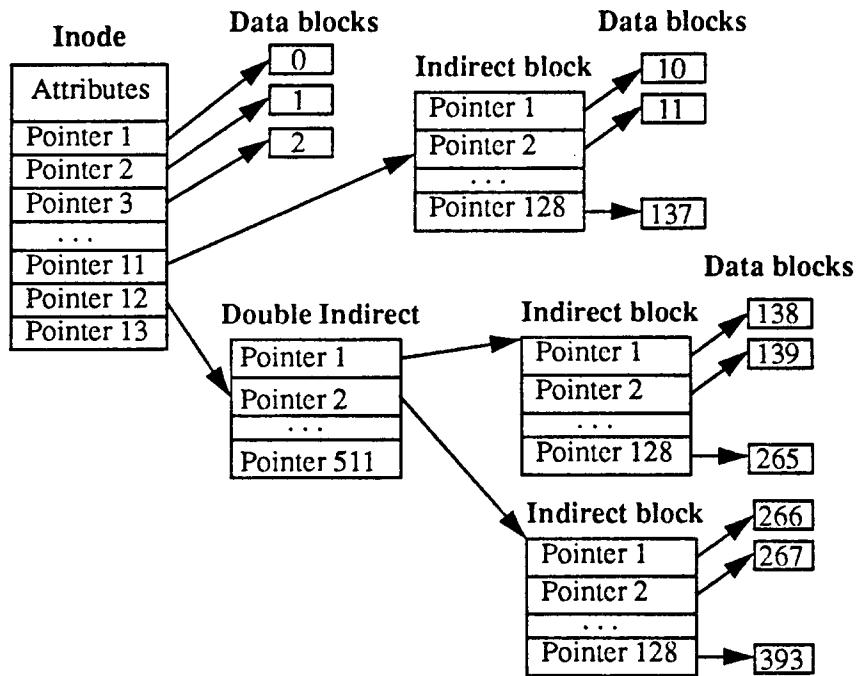 Inode
Attributes
Pointer 1
Pointer 2
Pointer 3
. . .
Pointer 11
Pointer 12
Pointer 13
Data blocks
0
1
2
Indirect block
Pointer 1
Pointer 2
. . .
Pointer 128
Data blocks
10
11
137
Double Indirect
Pointer 1
Pointer 2
. . .
Pointer 511
Indirect block
Pointer 1
Pointer 2
. . .
Pointer 128
Data blocks
138
139
265
Indirect block
Pointer 1
Pointer 2
. . .
Pointer 128
266
267
393